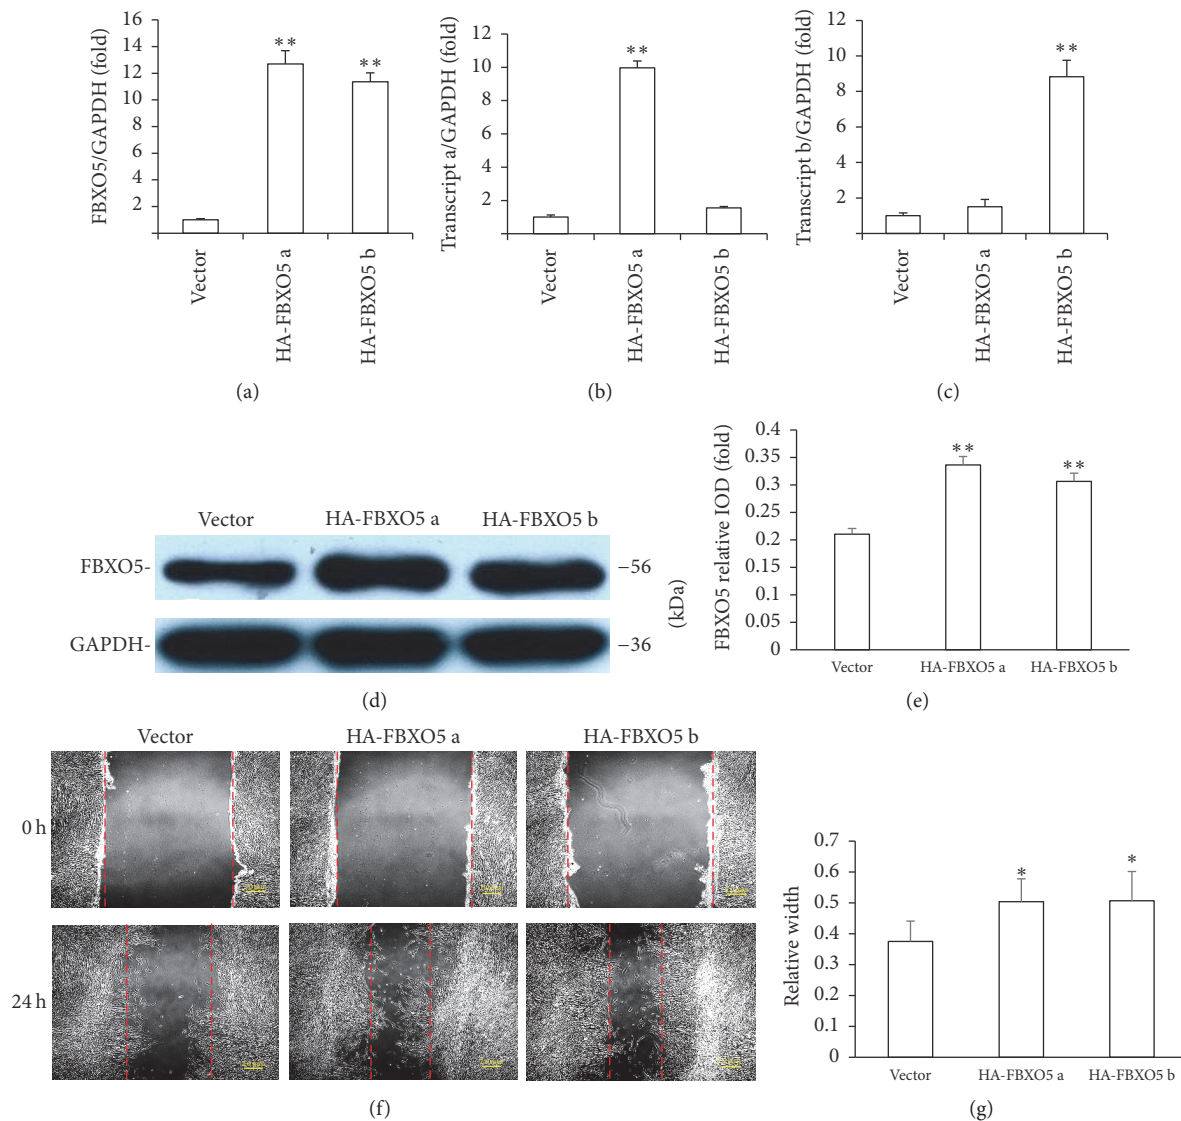 FBXO5/GAPDH (fold)
16
14
12
10
8
6
4
2
**
**
Vector
HA-FBXO5 a
HA-FBXO5 b
(a)
Transcript a/GAPDH (fold)
12
10
8
6
4
2
**
Vector
HA-FBXO5 a
HA-FBXO5 b
(b)
Transcript b/GAPDH (fold)
12
10
8
6
4
2
**
Vector
HA-FBXO5 a
HA-FBXO5 b
(c)
Vector HA-FBXO5 a HA-FBXO5 b
FBXO5- −56
GAPDH- −36
(kDa)
(d)
FBXO5 relative IOD (fold)
0.4
0.35
0.3
0.25
0.2
0.15
0.1
0.05
0
**
**
Vector HA-FBXO5 a HA-FBXO5 b
(e)
Vector HA-FBXO5 a HA-FBXO5 b
0 h
24 h
(f)
Relative width
0.7
0.6
0.5
0.4
0.3
0.2
0.1
0
*
*
Vector HA-FBXO5 a HA-FBXO5 b
(g)